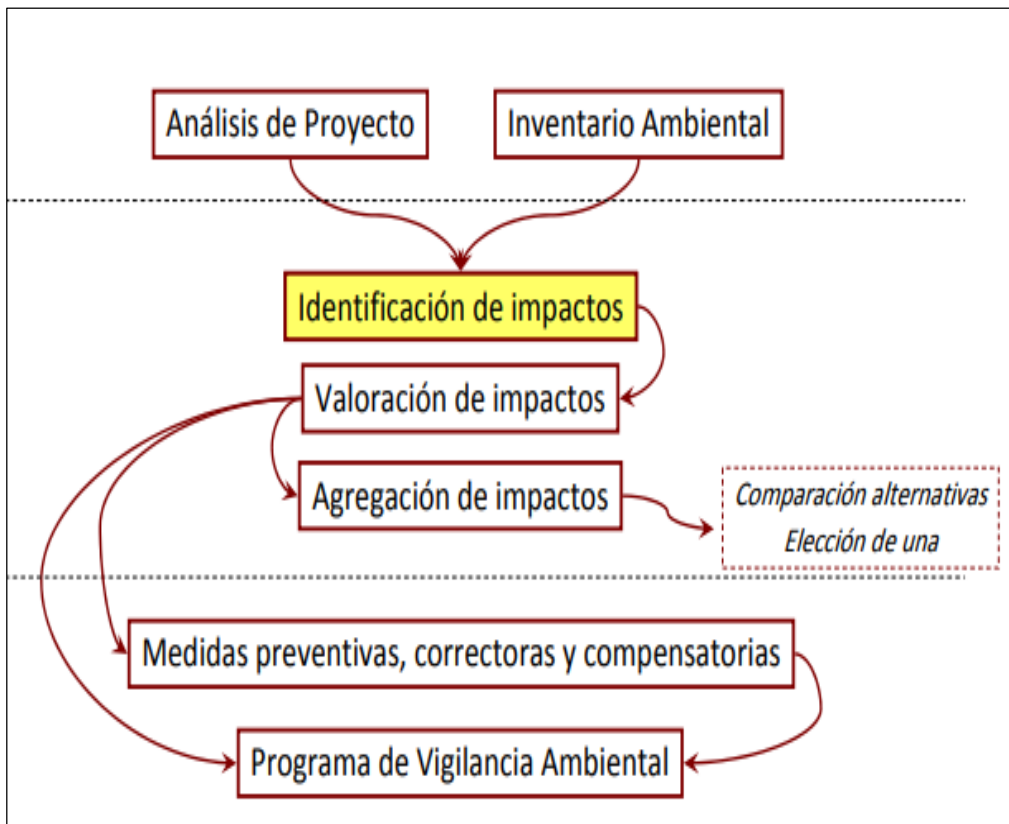 Análisis de Proyecto
Inventario Ambiental
Identificación de impactos
Valoración de impactos
Agregación de impactos
Comparación alternativas
Elección de una
Medidas preventivas, correctoras y compensatorias
Programa de Vigilancia Ambiental